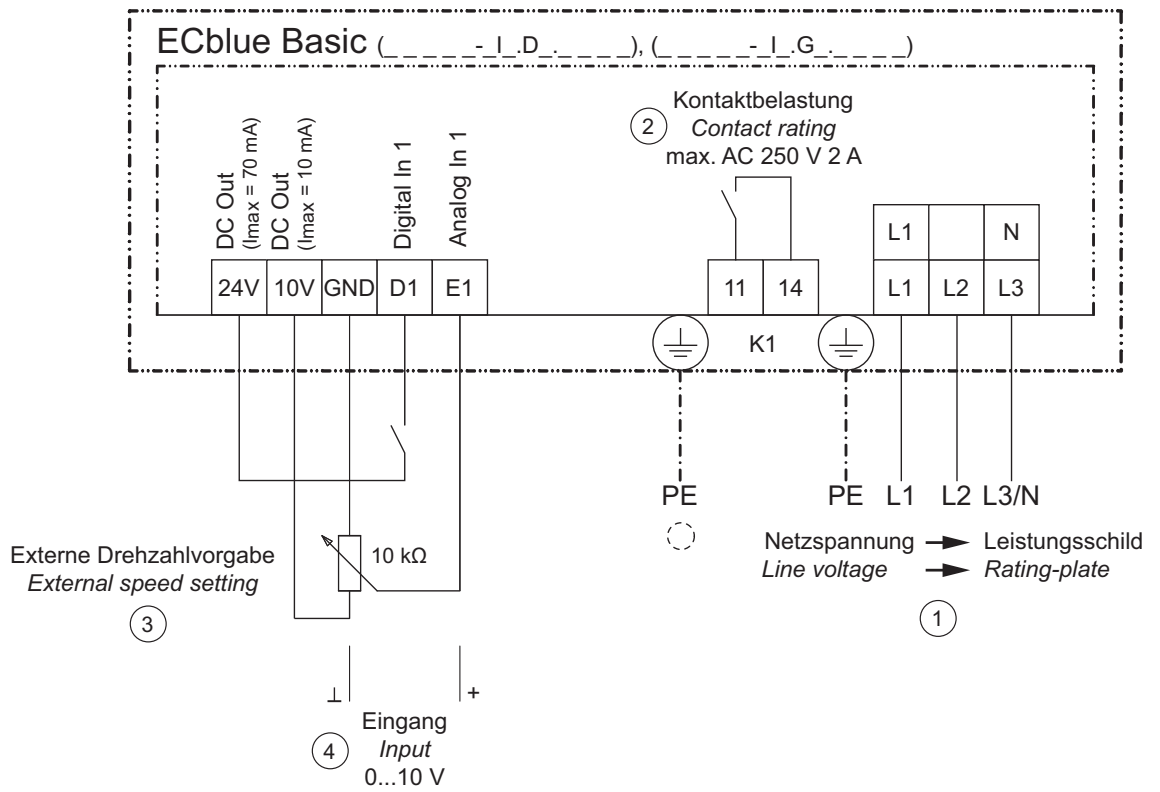 ECblue Basic (_ _ _ _ _-_I_.D_._ _ _ _), (_ _ _ _ _-_I_.G_._ _ _ _)
Kontaktbelastung
2
Contact rating
max. AC 250 V 2 A
DC Out
(Imax = 70 mA)
DC Out
(Imax = 10 mA)
Digital In 1
Analog In 1
L1 N
24V 10V GND D1 E1
11 14
L1 L2 L3
K1
PE
PE L1 L2 L3/N
Externe Drehzahlvorgabe
External speed setting
3
10 kΩ
Netzspannung Leistungsschild
Line voltage Rating-plate
1
⊥ +
4
Eingang
Input
0...10 V